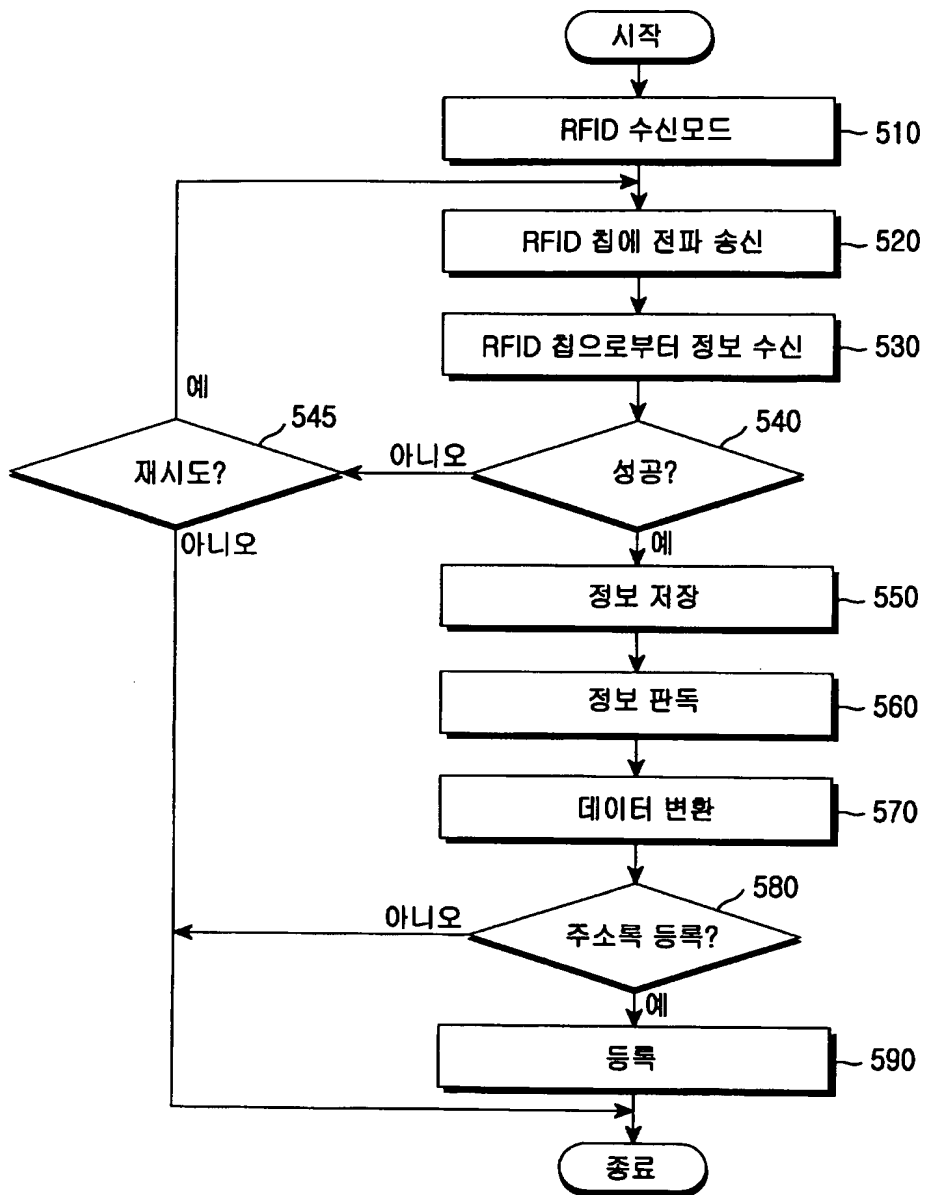 시작
RFID 수신모드
510
RFID 칩에 전파 송신
520
RFID 칩으로부터 정보 수신
530
예
545
540
재시도?
아니오
성공?
아니오
예
정보 저장
550
정보 판독
560
데이터 변환
570
580
아니오
주소록 등록?
예
등록
590
종료